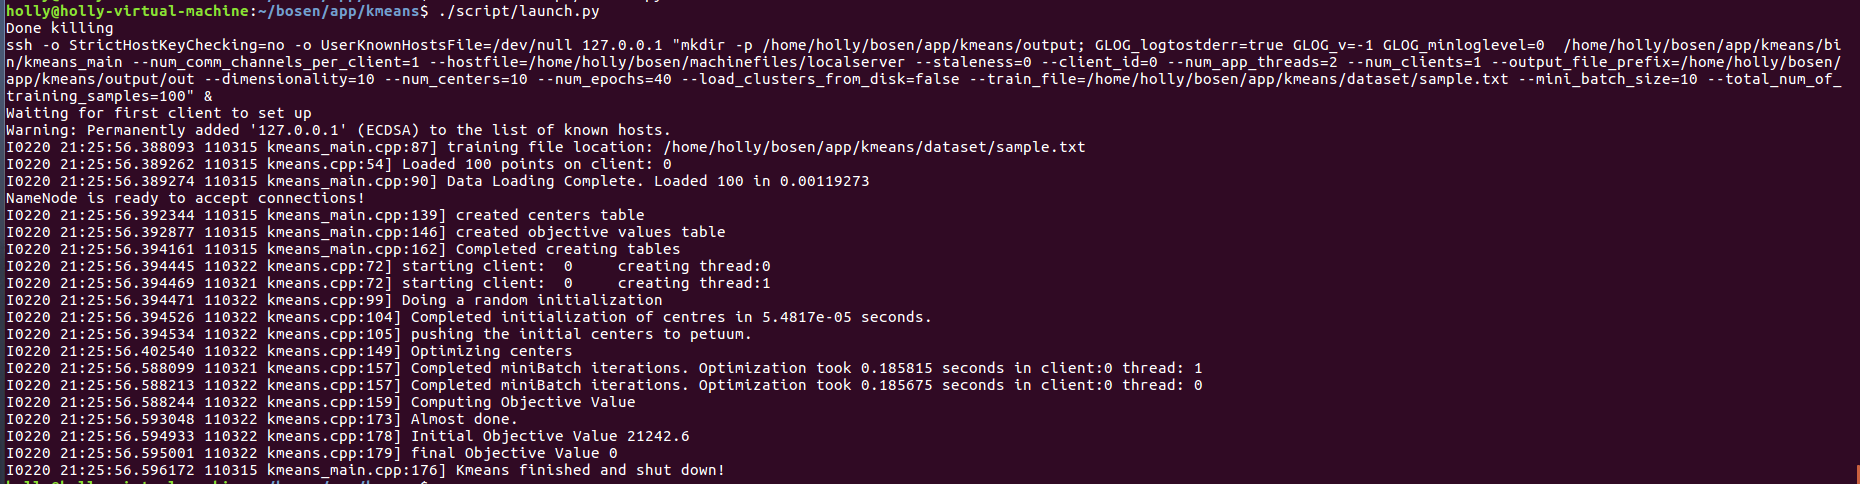 holly@holly-virtual-machine:~/bosen/app/kmeans$ ./script/launch.py
Done killing
ssh -o StrictHostKeyChecking=no -o UserKnownHostsFile=/dev/null 127.0.0.1 "mkdir -p /home/holly/bosen/app/kmeans/output; GLOG_logtostderr=true GLOG_v=-1 GLOG_minloglevel=0  /home/holly/bosen/app/kmeans/bi
n/kmeans_main --num_comm_channels_per_client=1 --hostfile=/home/holly/bosen/machinefiles/localserver --staleness=0 --client_id=0 --num_app_threads=2 --num_clients=1 --output_file_prefix=/home/holly/bosen/
app/kmeans/output/out --dimensionality=10 --num_centers=10 --num_epochs=40 --load_clusters_from_disk=false --train_file=/home/holly/bosen/app/kmeans/dataset/sample.txt --mini_batch_size=10 --total_num_of_
training_samples=100" &
Waiting for first client to set up
Warning: Permanently added '127.0.0.1' (ECDSA) to the list of known hosts.
I0220 21:25:56.388093 110315 kmeans_main.cpp:87] training file location: /home/holly/bosen/app/kmeans/dataset/sample.txt
I0220 21:25:56.389262 110315 kmeans.cpp:54] Loaded 100 points on client: 0
I0220 21:25:56.389274 110315 kmeans_main.cpp:90] Data Loading Complete. Loaded 100 in 0.00119273
NameNode is ready to accept connections!
I0220 21:25:56.392344 110315 kmeans_main.cpp:139] created centers table
I0220 21:25:56.392877 110315 kmeans_main.cpp:146] created objective values table
I0220 21:25:56.394161 110315 kmeans_main.cpp:162] Completed creating tables
I0220 21:25:56.394445 110322 kmeans.cpp:72] starting client:  0     creating thread:0
I0220 21:25:56.394469 110321 kmeans.cpp:72] starting client:  0     creating thread:1
I0220 21:25:56.394471 110322 kmeans.cpp:99] Doing a random initialization
I0220 21:25:56.394526 110322 kmeans.cpp:104] Completed initialization of centres in 5.4817e-05 seconds.
I0220 21:25:56.394534 110322 kmeans.cpp:105] pushing the initial centers to petuum.
I0220 21:25:56.402540 110322 kmeans.cpp:149] Optimizing centers
I0220 21:25:56.588099 110321 kmeans.cpp:157] Completed miniBatch iterations. Optimization took 0.185815 seconds in client:0 thread: 1
I0220 21:25:56.588213 110322 kmeans.cpp:157] Completed miniBatch iterations. Optimization took 0.185675 seconds in client:0 thread: 0
I0220 21:25:56.588244 110322 kmeans.cpp:159] Computing Objective Value
I0220 21:25:56.593048 110322 kmeans.cpp:173] Almost done.
I0220 21:25:56.594933 110322 kmeans.cpp:178] Initial Objective Value 21242.6
I0220 21:25:56.595001 110322 kmeans.cpp:179] final Objective Value 0
I0220 21:25:56.596172 110315 kmeans_main.cpp:176] Kmeans finished and shut down!